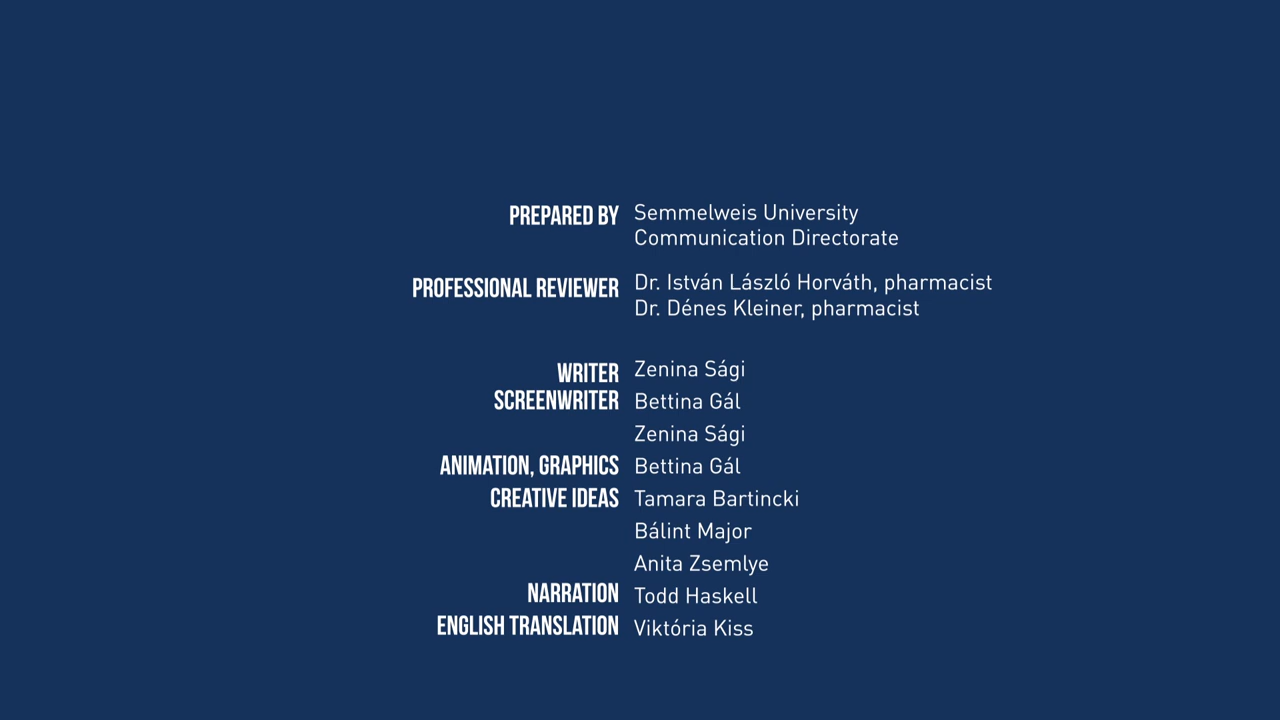 PREPARED BY Semmelweis University
Communication Directorate
PROFESSIONAL REVIEWER Dr. István László Horváth, pharmacist
Dr. Dénes Kleiner, pharmacist
WRITER Zenina Sági
SCREENWRITER Bettina Gál
Zenina Sági
ANIMATION, GRAPHICS Bettina Gál
CREATIVE IDEAS Tamara Bartincki
Bálint Major
Anita Zsemlye
NARRATION Todd Haskell
ENGLISH TRANSLATION Viktória Kiss